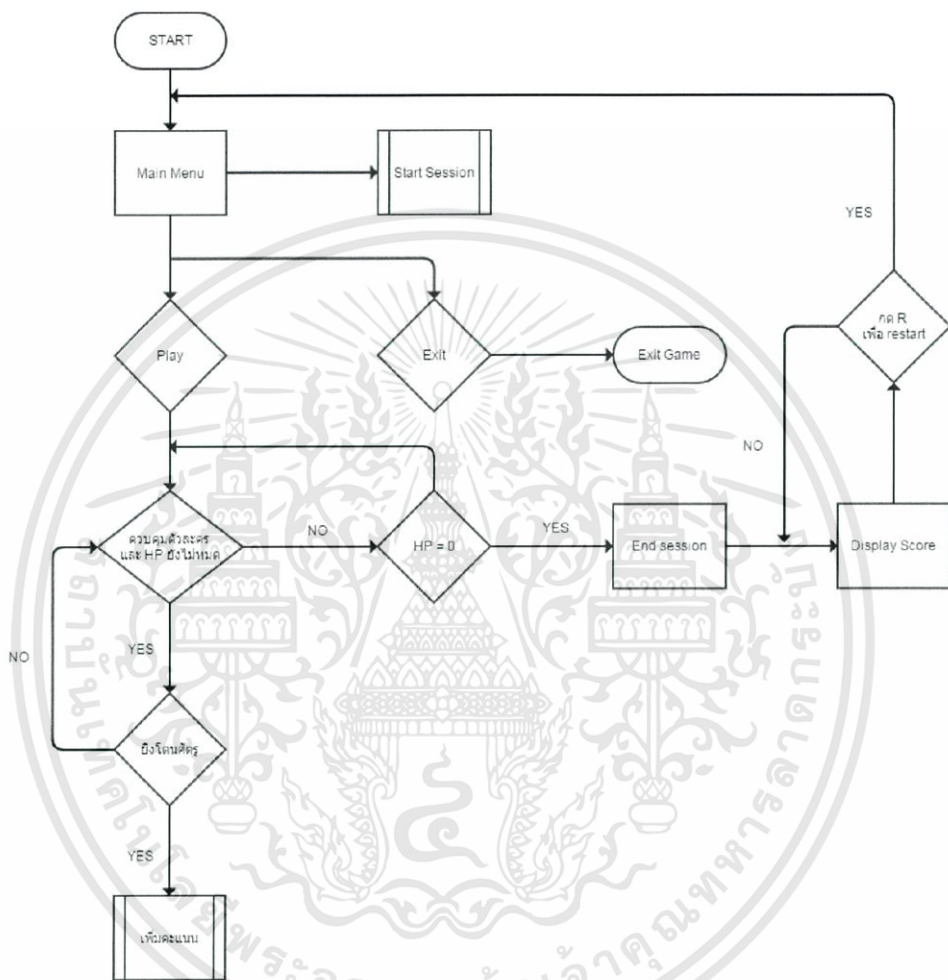 START
Main Menu
Start Session
YES
กด R
เพื่อ restart
Play
Exit
Exit Game
NO
ควบคุมตัวละคร
และ HP ยังไม่หมด
NO
HP = 0
YES
End session
Display Score
NO
YES
ยิงโดนศัตรู
YES
เพิ่มคะแนน